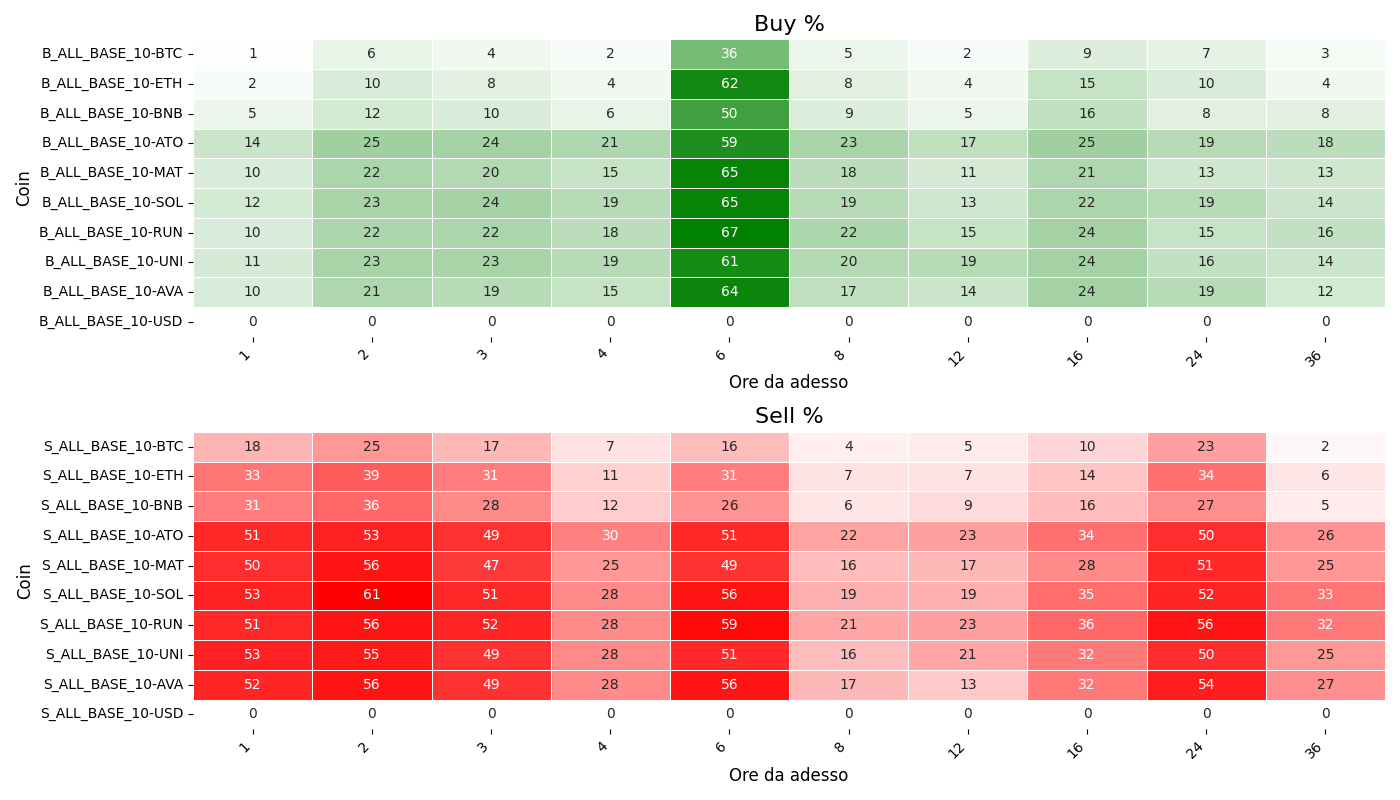 Buy %
B_ALL_BASE_10-BTC 1 6 4 2 36 5 2 9 7 3
B_ALL_BASE_10-ETH 2 10 8 4 62 8 4 15 10 4
B_ALL_BASE_10-BNB 5 12 10 6 50 9 5 16 8 8
B_ALL_BASE_10-ATO 14 25 24 21 59 23 17 25 19 18
B_ALL_BASE_10-MAT 10 22 20 15 65 18 11 21 13 13
B_ALL_BASE_10-SOL 12 23 24 19 65 19 13 22 19 14
B_ALL_BASE_10-RUN 10 22 22 18 67 22 15 24 15 16
B_ALL_BASE_10-UNI 11 23 23 19 61 20 19 24 16 14
B_ALL_BASE_10-AVA 10 21 19 15 64 17 14 24 19 12
B_ALL_BASE_10-USD 0 0 0 0 0 0 0 0 0 0
Coin
1 2 3 4 6 8 12 16 24 36
Ore da adesso
Sell %
S_ALL_BASE_10-BTC 18 25 17 7 16 4 5 10 23 2
S_ALL_BASE_10-ETH 33 39 31 11 31 7 7 14 34 6
S_ALL_BASE_10-BNB 31 36 28 12 26 6 9 16 27 5
S_ALL_BASE_10-ATO 51 53 49 30 51 22 23 34 50 26
S_ALL_BASE_10-MAT 50 56 47 25 49 16 17 28 51 25
S_ALL_BASE_10-SOL 53 61 51 28 56 19 19 35 52 33
S_ALL_BASE_10-RUN 51 56 52 28 59 21 23 36 56 32
S_ALL_BASE_10-UNI 53 55 49 28 51 16 21 32 50 25
S_ALL_BASE_10-AVA 52 56 49 28 56 17 13 32 54 27
S_ALL_BASE_10-USD 0 0 0 0 0 0 0 0 0 0
Coin
1 2 3 4 6 8 12 16 24 36
Ore da adesso